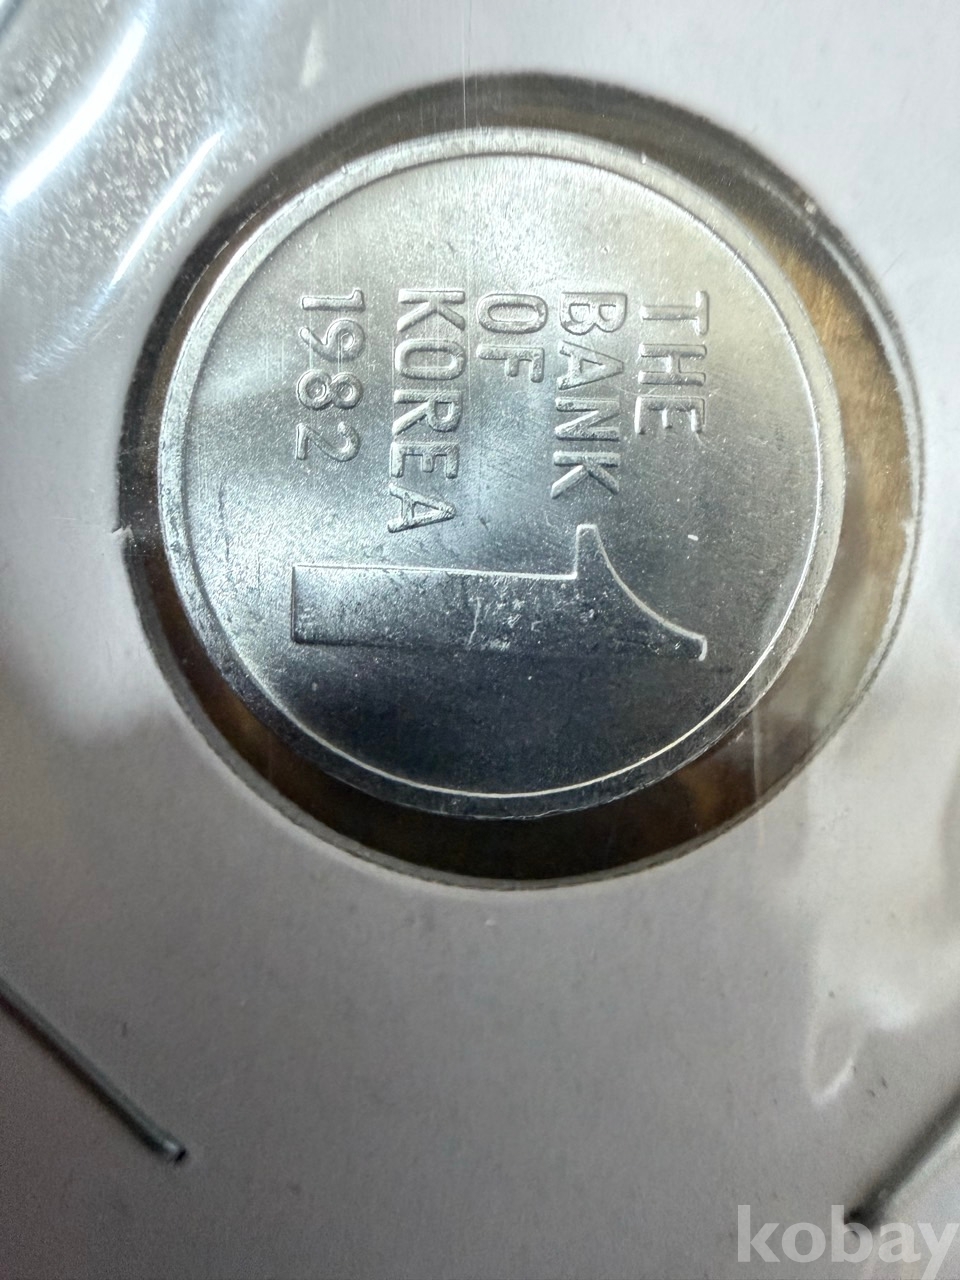 THE
BANK
OF
KOREA
1982
1
kobay